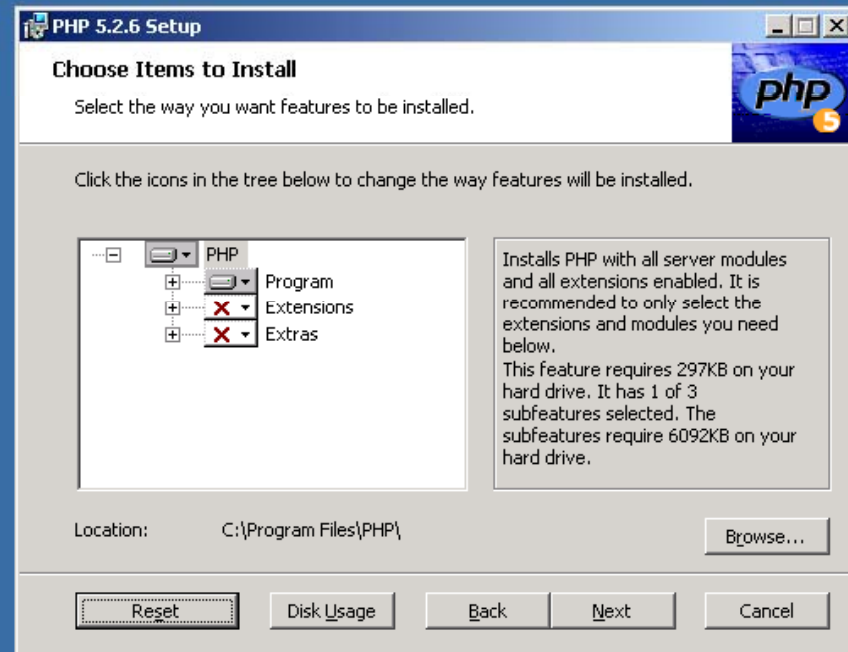 PHP 5.2.6 Setup
Choose Items to Install
Select the way you want features to be installed.
php
5
Click the icons in the tree below to change the way features will be installed.
PHP
Program
Extensions
Extras
Installs PHP with all server modules
and all extensions enabled. It is
recommended to only select the
extensions and modules you need
below.
This feature requires 297KB on your
hard drive. It has 1 of 3
subfeatures selected. The
subfeatures require 6092KB on your
hard drive.
Location: C:\Program Files\PHP\
Browse...
Reset Disk Usage Back Next Cancel